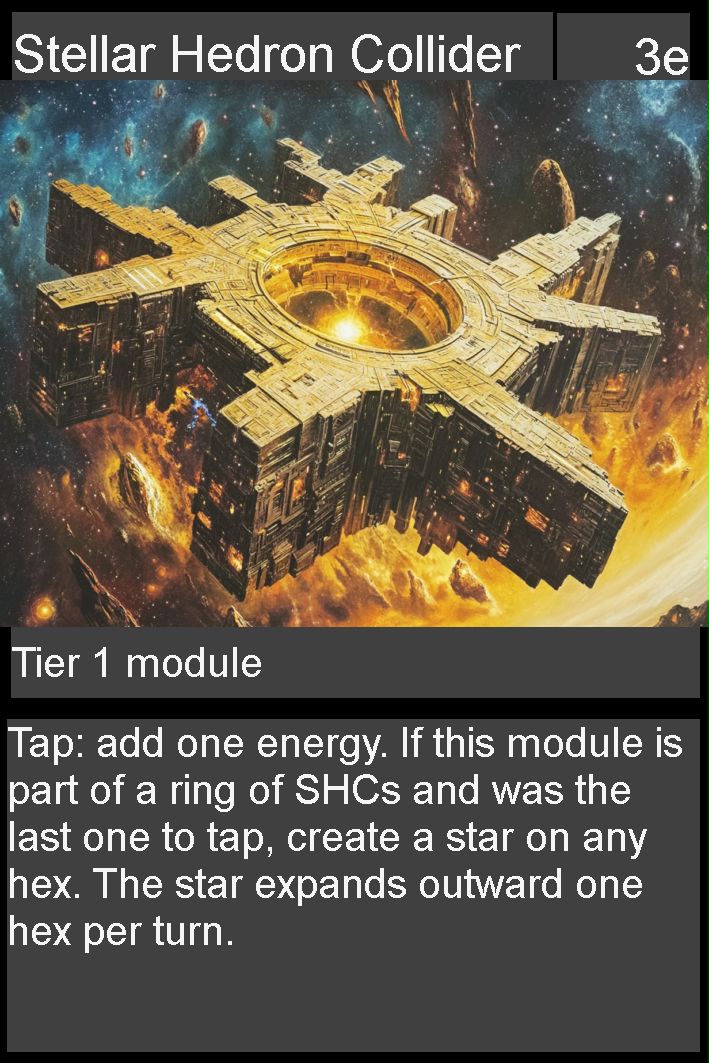 Stellar Hedron Collider 3e
Tier 1 module
Tap: add one energy. If this module is
part of a ring of SHCs and was the
last one to tap, create a star on any
hex. The star expands outward one
hex per turn.